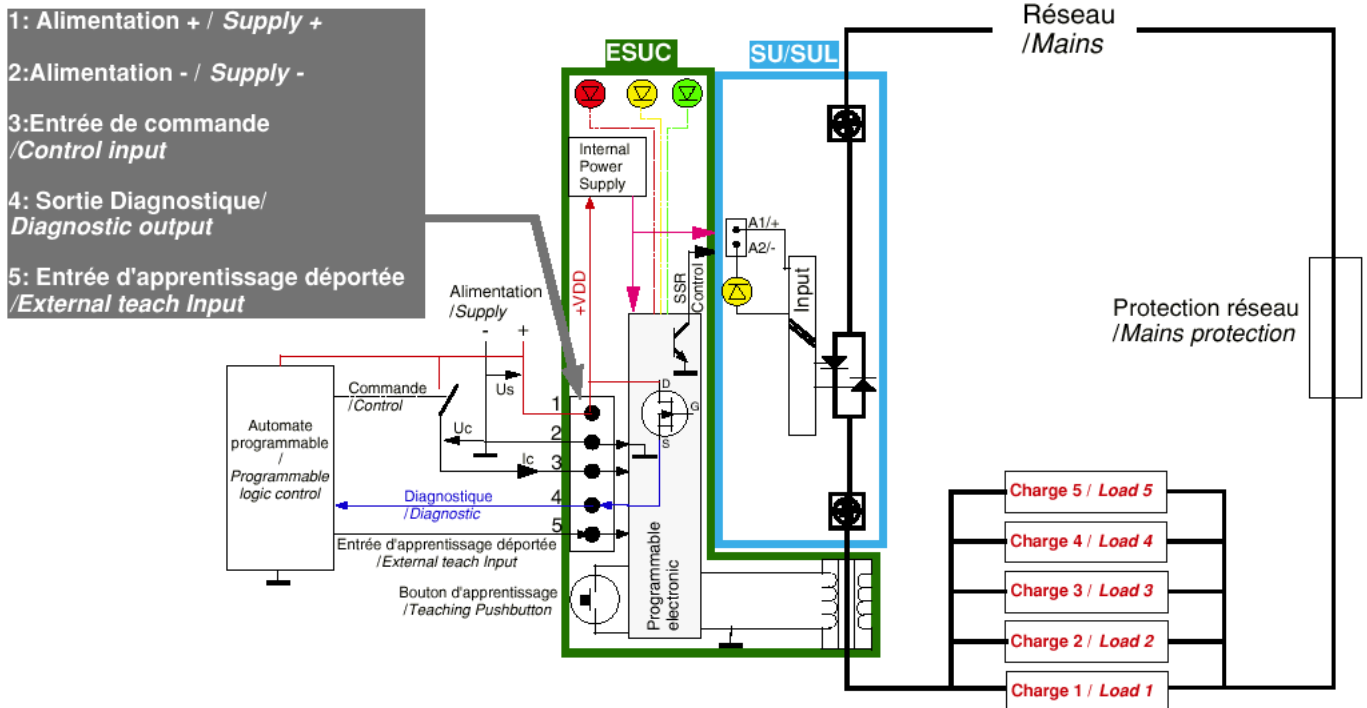 1: Alimentation + / Supply +
2:Alimentation - / Supply -
3:Entrée de commande
/Control input
4: Sortie Diagnostique/
Diagnostic output
5: Entrée d'apprentissage déportée
/External teach Input
ESUC
SU/SUL
Réseau
/Mains
Internal
Power
Supply
A1/+
A2/-
+VDD
SSR
Control
Input
Alimentation
/Supply
- +
Us
Protection réseau
/Mains protection
Commande
/Control
Uc
Ic
Automate
programmable
/
Programmable
logic control
1
2
3
4
5
D
G
S
Diagnostique
/Diagnostic
Entrée d'apprentissage déportée
/External teach Input
Bouton d'apprentissage
/Teaching Pushbutton
Programmable
electronic
Charge 5 / Load 5
Charge 4 / Load 4
Charge 3 / Load 3
Charge 2 / Load 2
Charge 1 / Load 1